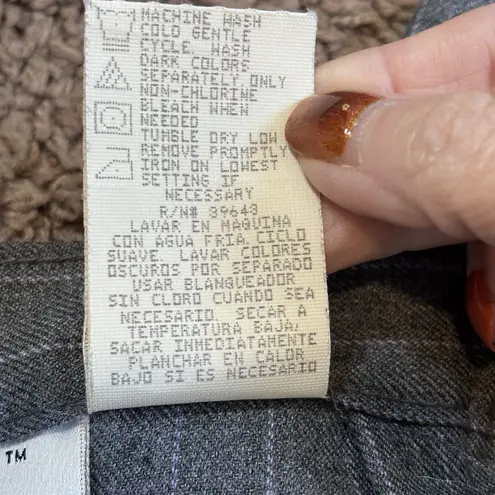 MACHINE WASH
COLD GENTLE
CYCLE. WASH
DARK COLORS
SEPARATELY.ONLY
NON-CHLORINE
BLEACH WHEN
NEEDED
TUMBLE DRY LOW
REMOVE PROMPTLY
IRON ON LOWEST
SETTING IF
NECESSARY
R/N# 39643
LAVAR EN MAQUINA
CON AGUA FRIA, CICLO
SUAVE. LAVAR COLORES
OSCUROS POR SEPARADO
USAR BLANQUEADOR
SIN CLORO CUANDO SEA
NECESARIO. SECAR A
TEMPERATURA BAJA,
SACAR INMEDIATAMENTE
PLANCHAR EN CALOR
BAJO SI ES NECESARIO
TM